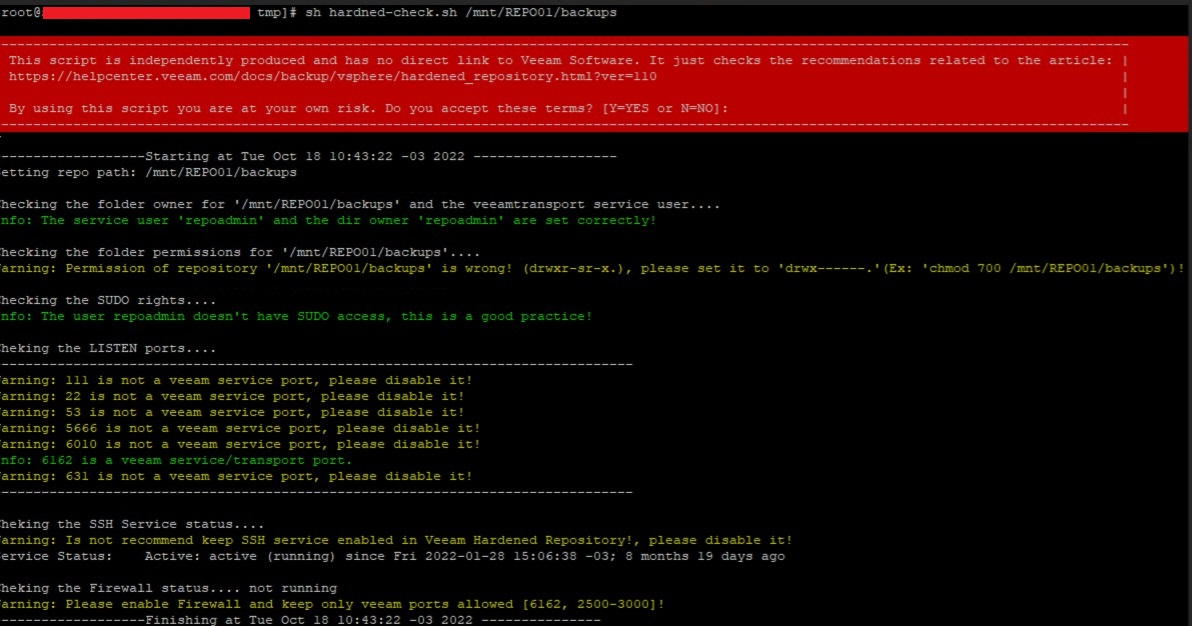 root@ tmp]# sh hardned-check.sh /mnt/REPO01/backups
----------------------------------------------------------------------------------------------------------------------------------------------
This script is independently produced and has no direct link to Veeam Software. It just checks the recommendations related to the article: |
https://helpcenter.veeam.com/docs/backup/vsphere/hardened_repository.html?ver=110 |
|
By using this script you are at your own risk. Do you accept these terms? [Y=YES or N=NO]: |
----------------------------------------------------------------------------------------------------------------------------------------------
------------------Starting at Tue Oct 18 10:43:22 -03 2022 ------------------
etting repo path: /mnt/REPO01/backups
hecking the folder owner for '/mnt/REPO01/backups' and the veeamtransport service user....
nfo: The service user 'repoadmin' and the dir owner 'repoadmin' are set correctly!
hecking the folder permissions for '/mnt/REPO01/backups'....
arning: Permission of repository '/mnt/REPO01/backups' is wrong! (drwxr-sr-x.), please set it to 'drwx------.'(Ex: 'chmod 700 /mnt/REPO01/backups')!
hecking the SUDO rights....
nfo: The user repoadmin doesn't have SUDO access, this is a good practice!
heking the LISTEN ports....
-------------------------------------------------------------------------------
arning: 111 is not a veeam service port, please disable it!
arning: 22 is not a veeam service port, please disable it!
arning: 53 is not a veeam service port, please disable it!
arning: 5666 is not a veeam service port, please disable it!
arning: 6010 is not a veeam service port, please disable it!
nfo: 6162 is a veeam service/transport port.
arning: 631 is not a veeam service port, please disable it!
-------------------------------------------------------------------------------
heking the SSH Service status....
arning: Is not recommend keep SSH service enabled in Veeam Hardened Repository!, please disable it!
ervice Status:    Active: active (running) since Fri 2022-01-28 15:06:38 -03; 8 months 19 days ago
heking the Firewall status.... not running
arning: Please enable Firewall and keep only veeam ports allowed [6162, 2500-3000]!
------------------Finishing at Tue Oct 18 10:43:22 -03 2022 ---------------